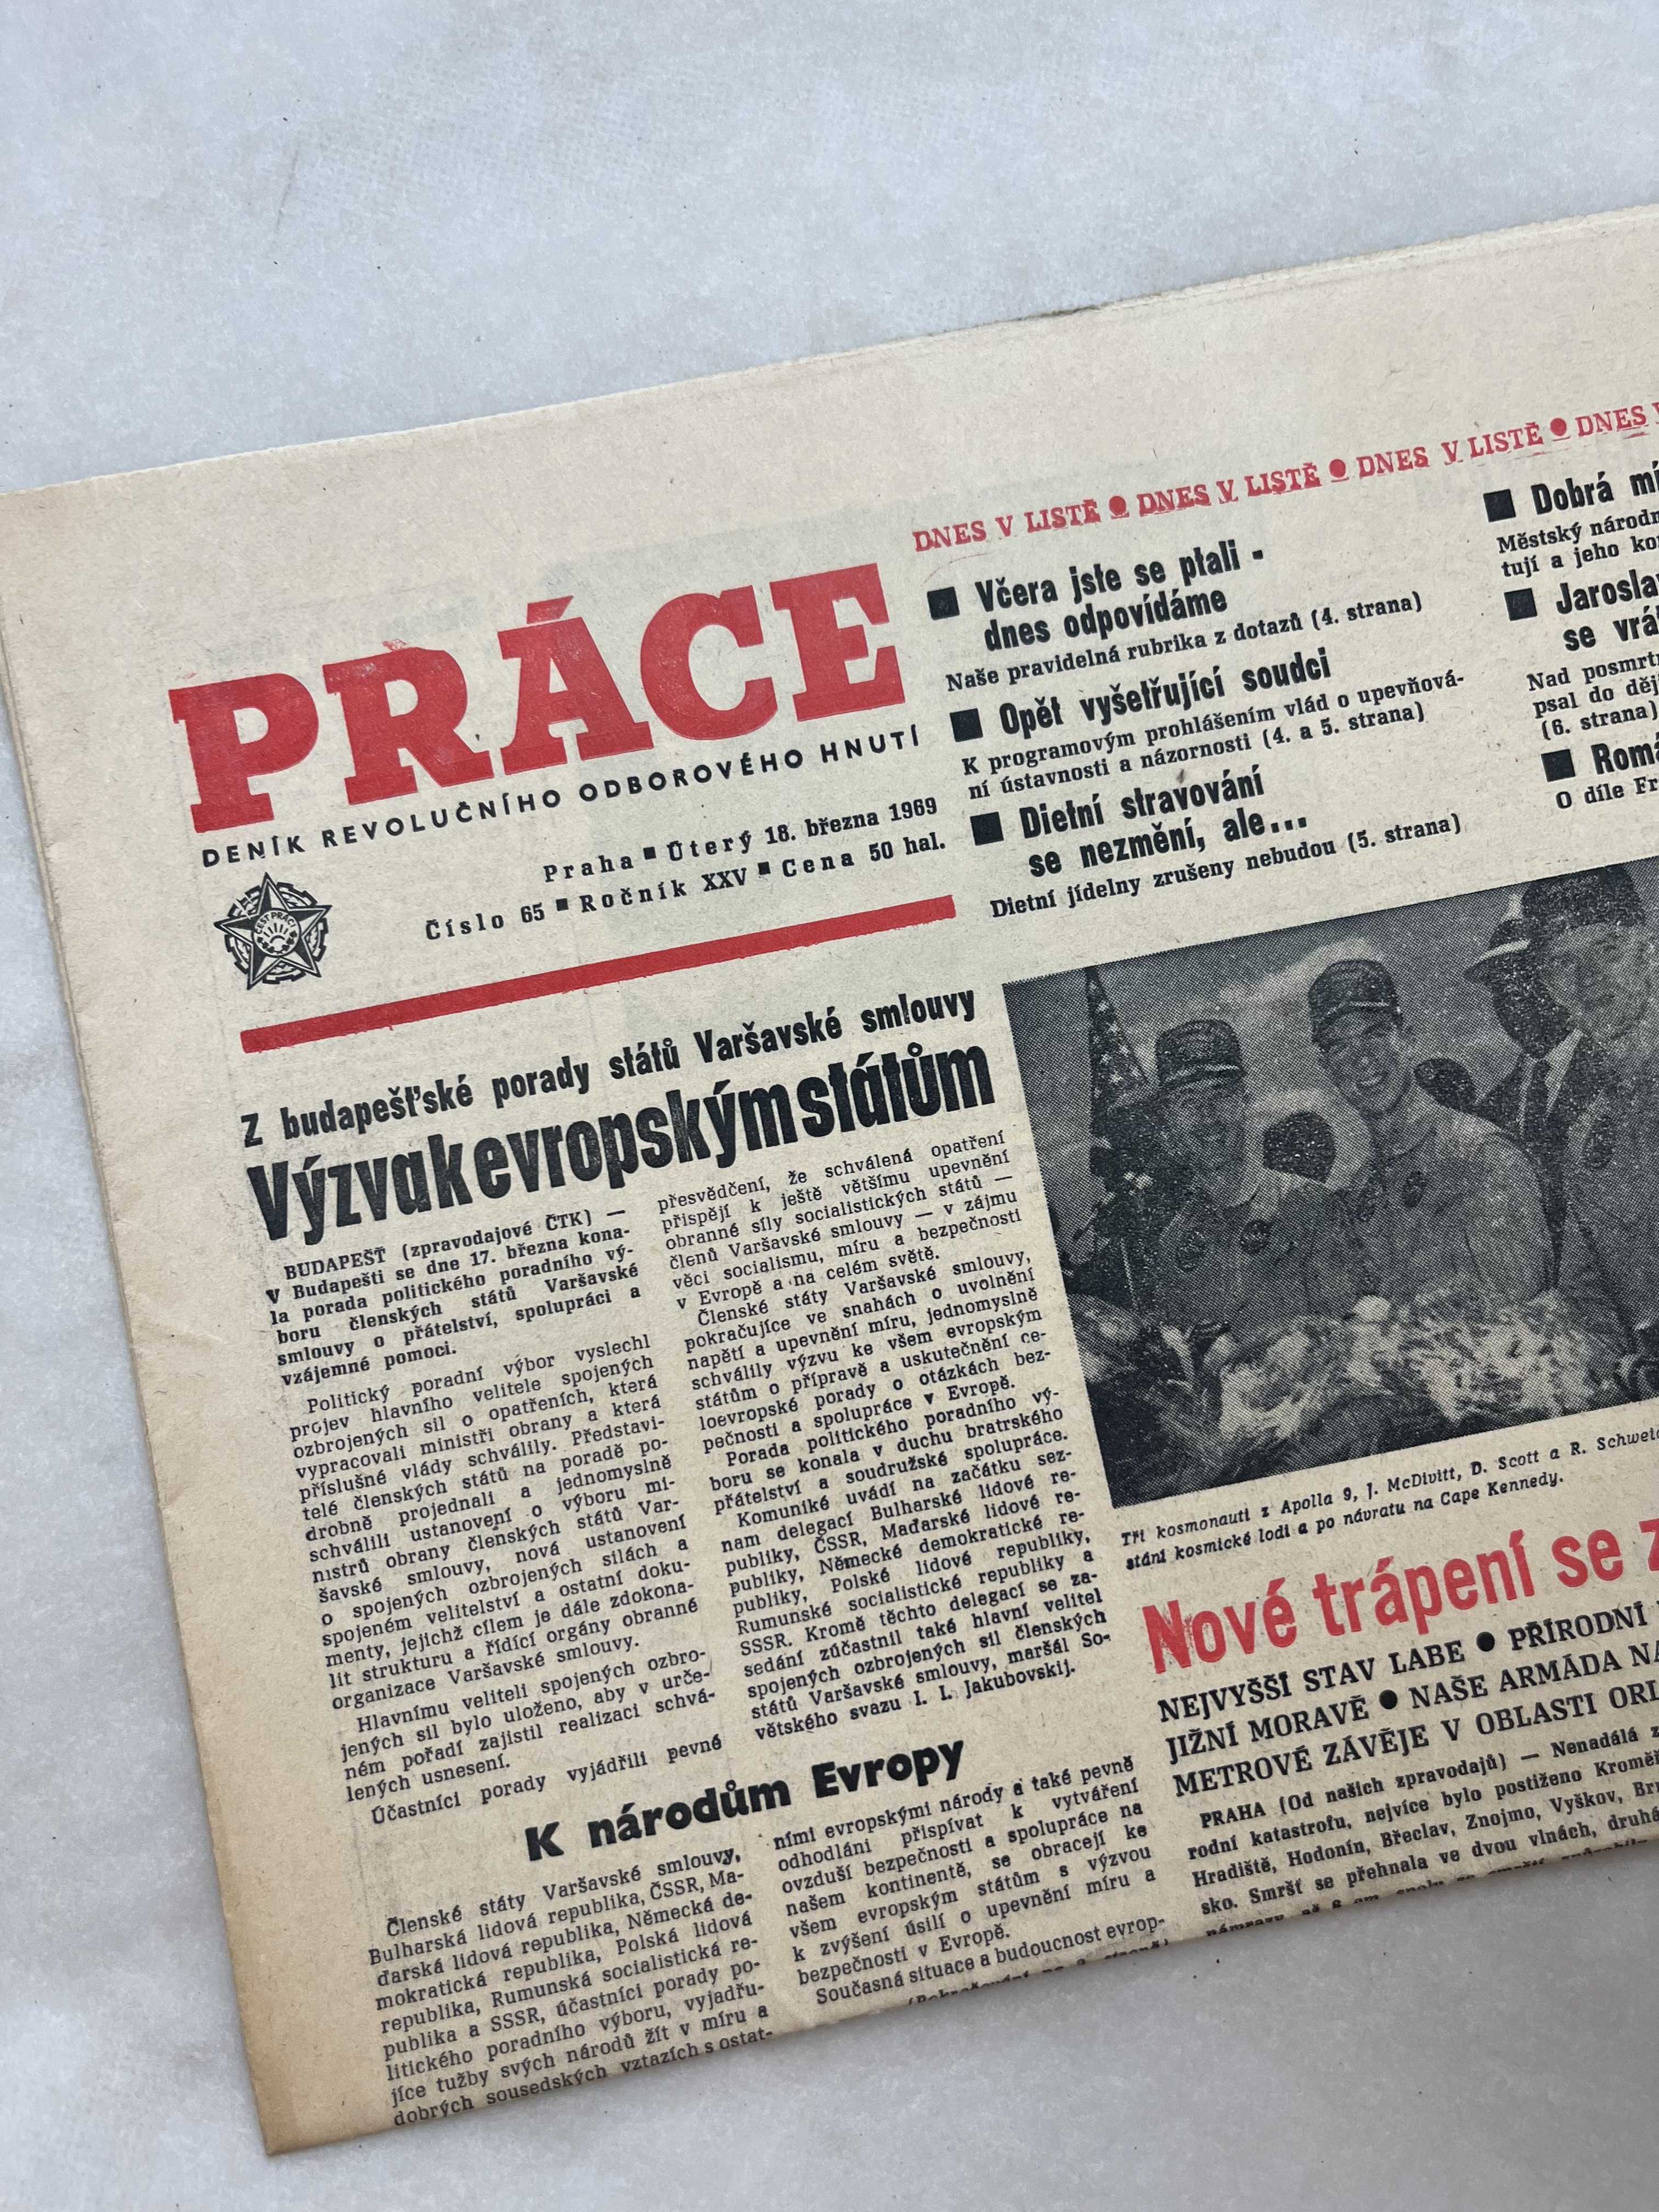 PRÁCE
DENÍK REVOLUČNÍHO ODBOROVÉHO HNUTÍ
Praha ■ Úterý 18. března 1969
Číslo 65 ■ Ročník XXV ■ Cena 50 hal.
ČEST PRÁCI
DNES V LISTĚ ● DNES V LISTĚ ● DNES V LISTĚ ● DNES V
■ Včera jste se ptali -
dnes odpovídáme
Naše pravidelná rubrika z dotazů (4. strana)
■ Opět vyšetřující soudci
K programovým prohlášením vlád o upevňová-
ní ústavnosti a názornosti (4. a 5. strana)
■ Dietní stravování
se nezmění, ale...
Dietní jídelny zrušeny nebudou (5. strana)
■ Dobrá mí
Městský národn
tují a jeho ko
■ Jarosla
se vrá
Nad posmrt
psal do děj
(6. strana)
■ Romá
O díle Fr
Z budapešťské porady států Varšavské smlouvy
Výzva k evropským státům
BUDAPEŠŤ (zpravodajové ČTK) —
V Budapešti se dne 17. března kona-
la porada politického poradního vý-
boru členských států Varšavské
smlouvy o přátelství, spolupráci a
vzájemné pomoci.
Politický poradní výbor vyslechl
projev hlavního velitele spojených
ozbrojených sil o opatřeních, která
vypracovali ministři obrany a která
příslušné vlády schválily. Představi-
telé členských států na poradě po-
drobně projednali a jednomyslně
schválili ustanovení o výboru mi-
nistrů obrany členských států Var-
šavské smlouvy, nová ustanovení
o spojených ozbrojených silách a
spojeném velitelství a ostatní doku-
menty, jejichž cílem je dále zdokona-
lit strukturu a řídící orgány obranné
organizace Varšavské smlouvy.
Hlavnímu veliteli spojených ozbro-
jených sil bylo uloženo, aby v urče-
ném pořadí zajistil realizaci schvá-
lených usnesení.
Účastníci porady vyjádřili pevné
přesvědčení, že schválená opatření
přispějí k ještě většímu upevnění
obranné síly socialistických států —
členů Varšavské smlouvy — v zájmu
věci socialismu, míru a bezpečnosti
v Evropě a na celém světě.
Členské státy Varšavské smlouvy,
pokračujíce ve snahách o uvolnění
napětí a upevnění míru, jednomyslně
schválily výzvu ke všem evropským
státům o přípravě a uskutečnění ce-
loevropské porady o otázkách bez-
pečnosti a spolupráce v Evropě.
Porada politického poradního vý-
boru se konala v duchu bratrského
přátelství a soudružské spolupráce.
Komuniké uvádí na začátku sez-
nam delegací Bulharské lidové re-
publiky, ČSSR, Maďarské lidové re-
publiky, Německé demokratické re-
publiky, Polské lidové republiky,
Rumunské socialistické republiky a
SSSR. Kromě těchto delegací se za-
sedání zúčastnil také hlavní velitel
spojených ozbrojených sil členských
států Varšavské smlouvy, maršál So-
větského svazu I. I. Jakubovskij.
K národům Evropy
Členské státy Varšavské smlouvy,
Bulharská lidová republika, ČSSR, Ma-
ďarská lidová republika, Německá de-
mokratická republika, Polská lidová
republika, Rumunská socialistická re-
publika a SSSR, účastníci porady po-
litického poradního výboru, vyjadřu-
jíce tužby svých národů žít v míru a
dobrých sousedských vztazích s ostat-
ními evropskými národy a také pevně
odhodláni přispívat k vytváření
ovzduší bezpečnosti a spolupráce na
našem kontinentě, se obracejí ke
všem evropským státům s výzvou
k zvýšení úsilí o upevnění míru a
bezpečnosti v Evropě.
Současná situace a budoucnost evrop-
Tři kosmonauti z Apolla 9, J. McDivitt, D. Scott a R. Schweic
stání kosmické lodi a po návratu na Cape Kennedy.
Nové trápení se z
NEJVYŠŠÍ STAV LABE ● PŘÍRODNÍ
JIŽNÍ MORAVĚ ● NAŠE ARMÁDA NA
METROVÉ ZÁVĚJE V OBLASTI ORL
PRAHA (Od našich zpravodajů) — Nenadálá z
rodní katastrofu, nejvíce bylo postiženo Kroměř
Hradiště, Hodonín, Břeclav, Znojmo, Vyškov, Brn
sko. Smršť se přehnala ve dvou vlnách, druhá